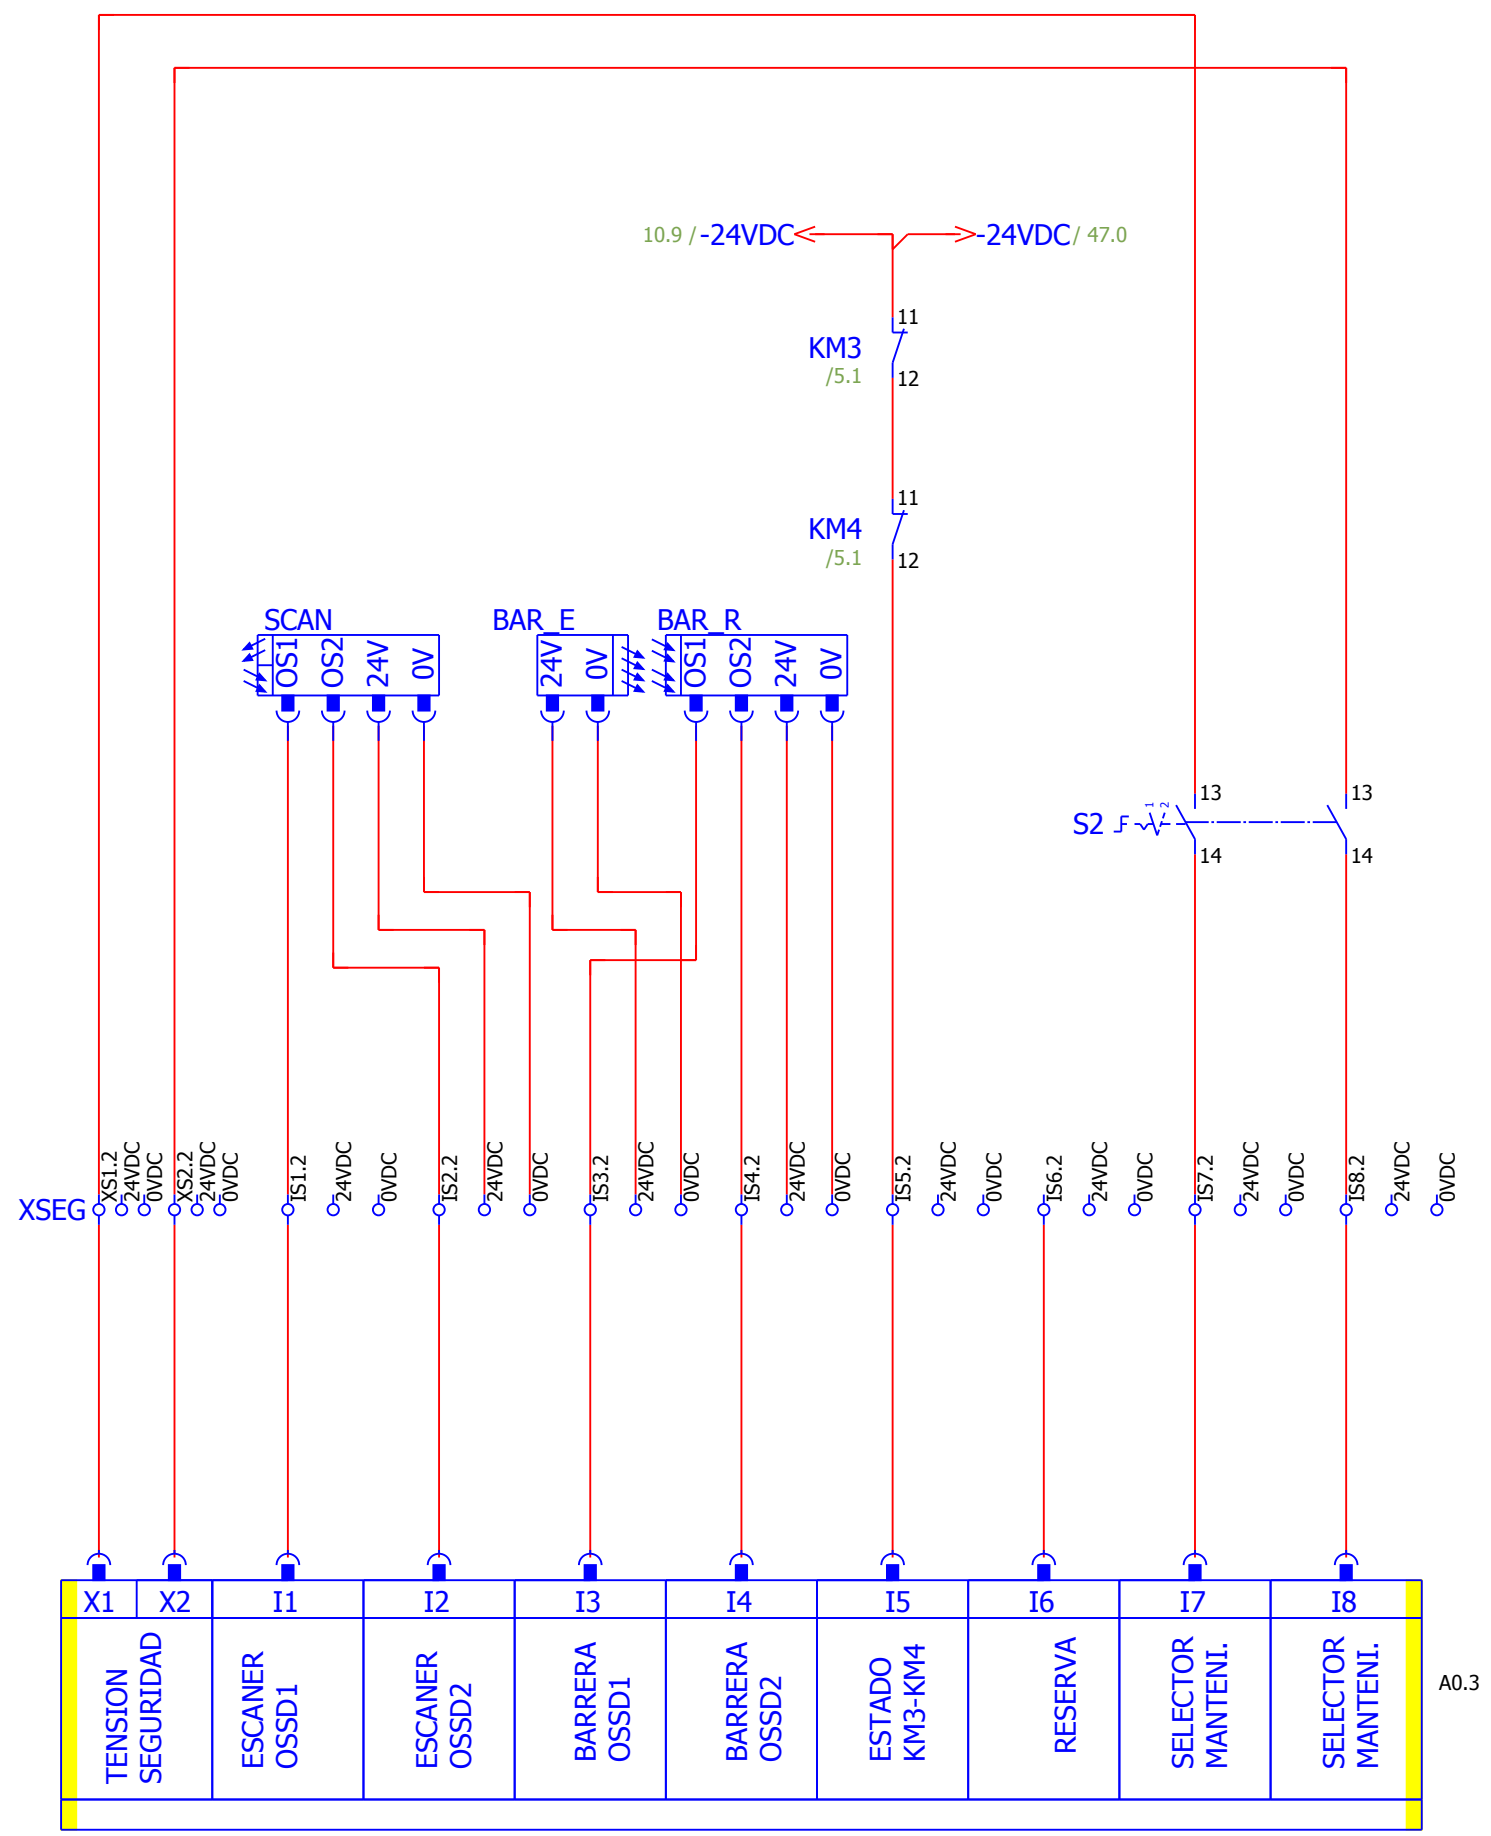 10.9 / -24VDC
-24VDC / 47.0
11
KM3
/5.1
12
11
KM4
/5.1
12
SCAN
OS1
OS2
24V
0V
BAR_E
24V
0V
BAR_R
OS1
OS2
24V
0V
S2
1
2
13
14
13
14
XSEG
XS1.2
24VDC
0VDC
XS2.2
24VDC
0VDC
IS1.2
24VDC
0VDC
IS2.2
24VDC
0VDC
IS3.2
24VDC
0VDC
IS4.2
24VDC
0VDC
IS5.2
24VDC
0VDC
IS6.2
24VDC
0VDC
IS7.2
24VDC
0VDC
IS8.2
24VDC
0VDC
X1
X2
I1
I2
I3
I4
I5
I6
I7
I8
TENSION
SEGURIDAD
ESCANER
OSSD1
ESCANER
OSSD2
BARRERA
OSSD1
BARRERA
OSSD2
ESTADO
KM3-KM4
RESERVA
SELECTOR
MANTENI.
SELECTOR
MANTENI.
A0.3